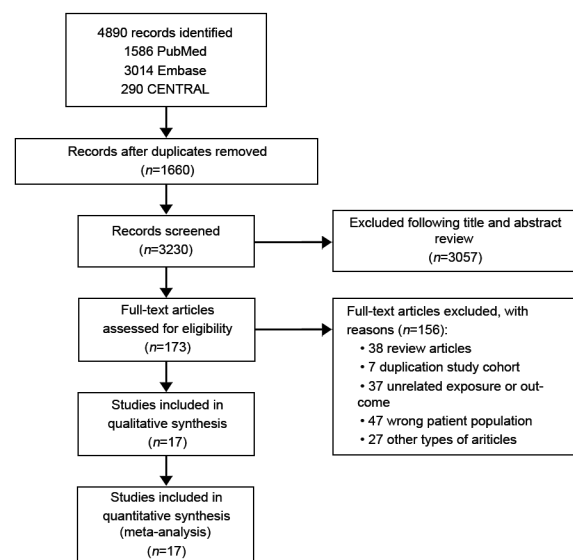 4890 records identified
1586 PubMed
3014 Embase
290 CENTRAL
Records after duplicates removed
(n=1660)
Records screened
(n=3230)
Excluded following title and abstract
review
(n=3057)
Full-text articles
assessed for eligibility
(n=173)
Full-text articles excluded, with
reasons (n=156):
• 38 review articles
• 7 duplication study cohort
• 37 unrelated exposure or out-
come
• 47 wrong patient population
• 27 other types of ariticles
Studies included in
qualitative synthesis
(n=17)
Studies included in
quantitative synthesis
(meta-analysis)
(n=17)